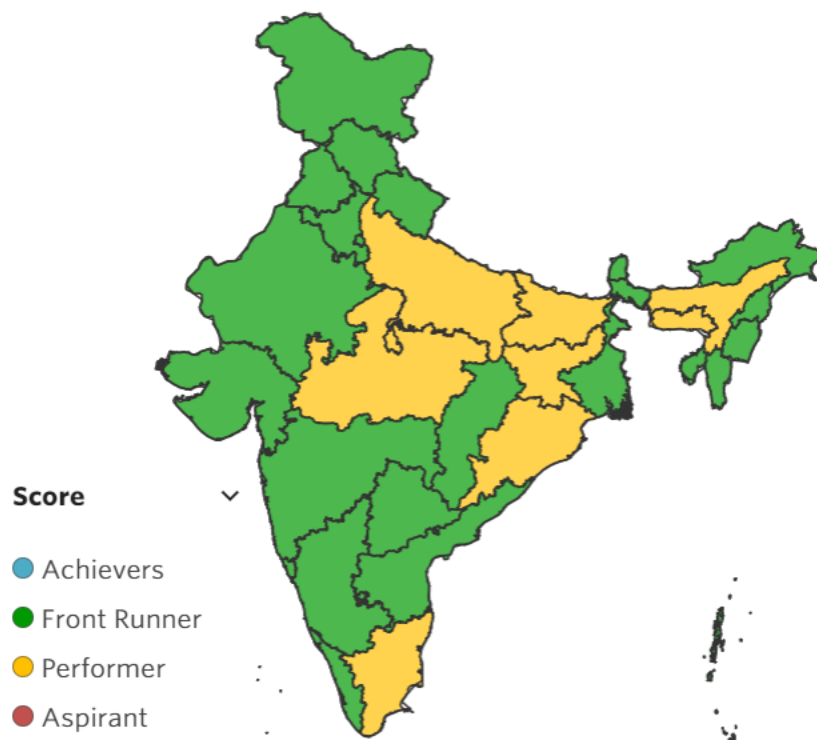 Score
Achievers
Front Runner
Performer
Aspirant